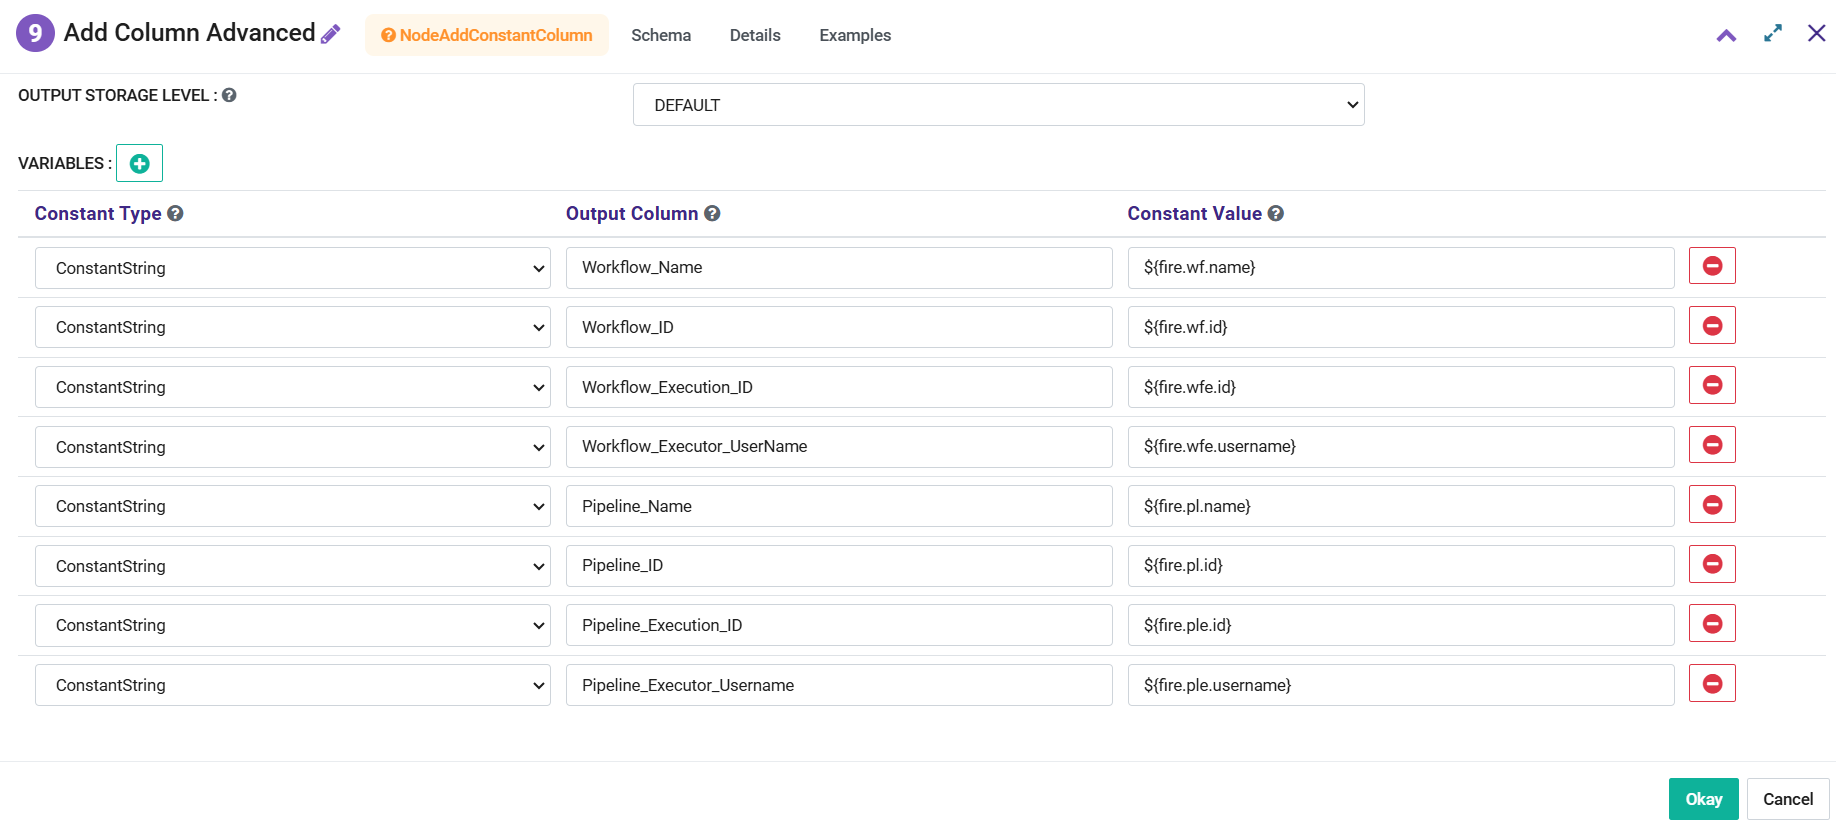 9 Add Column Advanced NodeAddConstantColumn Schema Details Examples
OUTPUT STORAGE LEVEL : DEFAULT
VARIABLES :
Constant Type Output Column Constant Value
ConstantString Workflow_Name ${fire.wf.name}
ConstantString Workflow_ID ${fire.wf.id}
ConstantString Workflow_Execution_ID ${fire.wfe.id}
ConstantString Workflow_Executor_UserName ${fire.wfe.username}
ConstantString Pipeline_Name ${fire.pl.name}
ConstantString Pipeline_ID ${fire.pl.id}
ConstantString Pipeline_Execution_ID ${fire.ple.id}
ConstantString Pipeline_Executor_Username ${fire.ple.username}
Okay Cancel